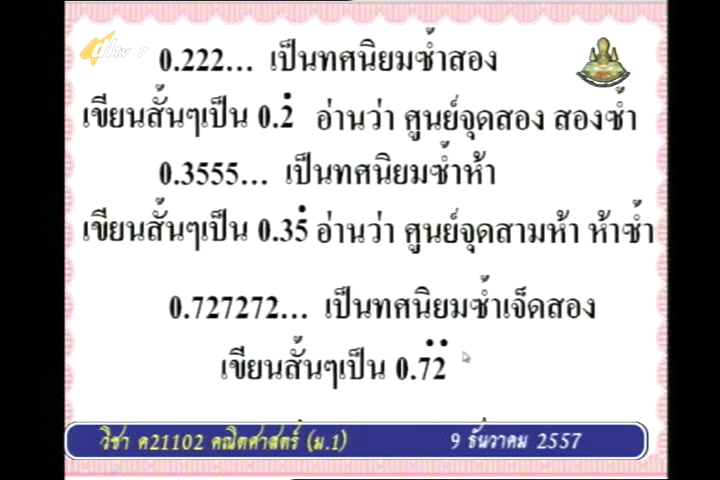 dltv 7
0.222... เป็นทศนิยมซ้ำสอง
เขียนสั้นๆเป็น 0.2̇ อ่านว่า ศูนย์จุดสอง สองซ้ำ
0.3555... เป็นทศนิยมซ้ำห้า
เขียนสั้นๆเป็น 0.35̇ อ่านว่า ศูนย์จุดสามห้า ห้าซ้ำ
0.727272... เป็นทศนิยมซ้ำเจ็ดสอง
เขียนสั้นๆเป็น 0.7̇2̇
วิชา ค21102 คณิตศาสตร์ (ม.1) 9 ธันวาคม 2557